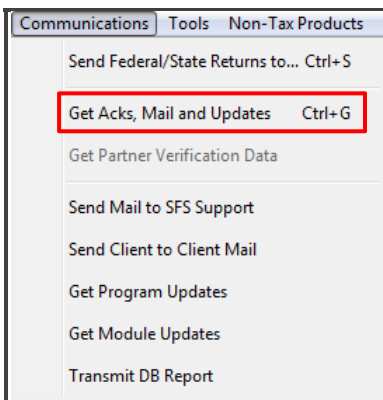 Communications Tools Non-Tax Products
Send Federal/State Returns to... Ctrl+S
Get Acks, Mail and Updates Ctrl+G
Get Partner Verification Data
Send Mail to SFS Support
Send Client to Client Mail
Get Program Updates
Get Module Updates
Transmit DB Report